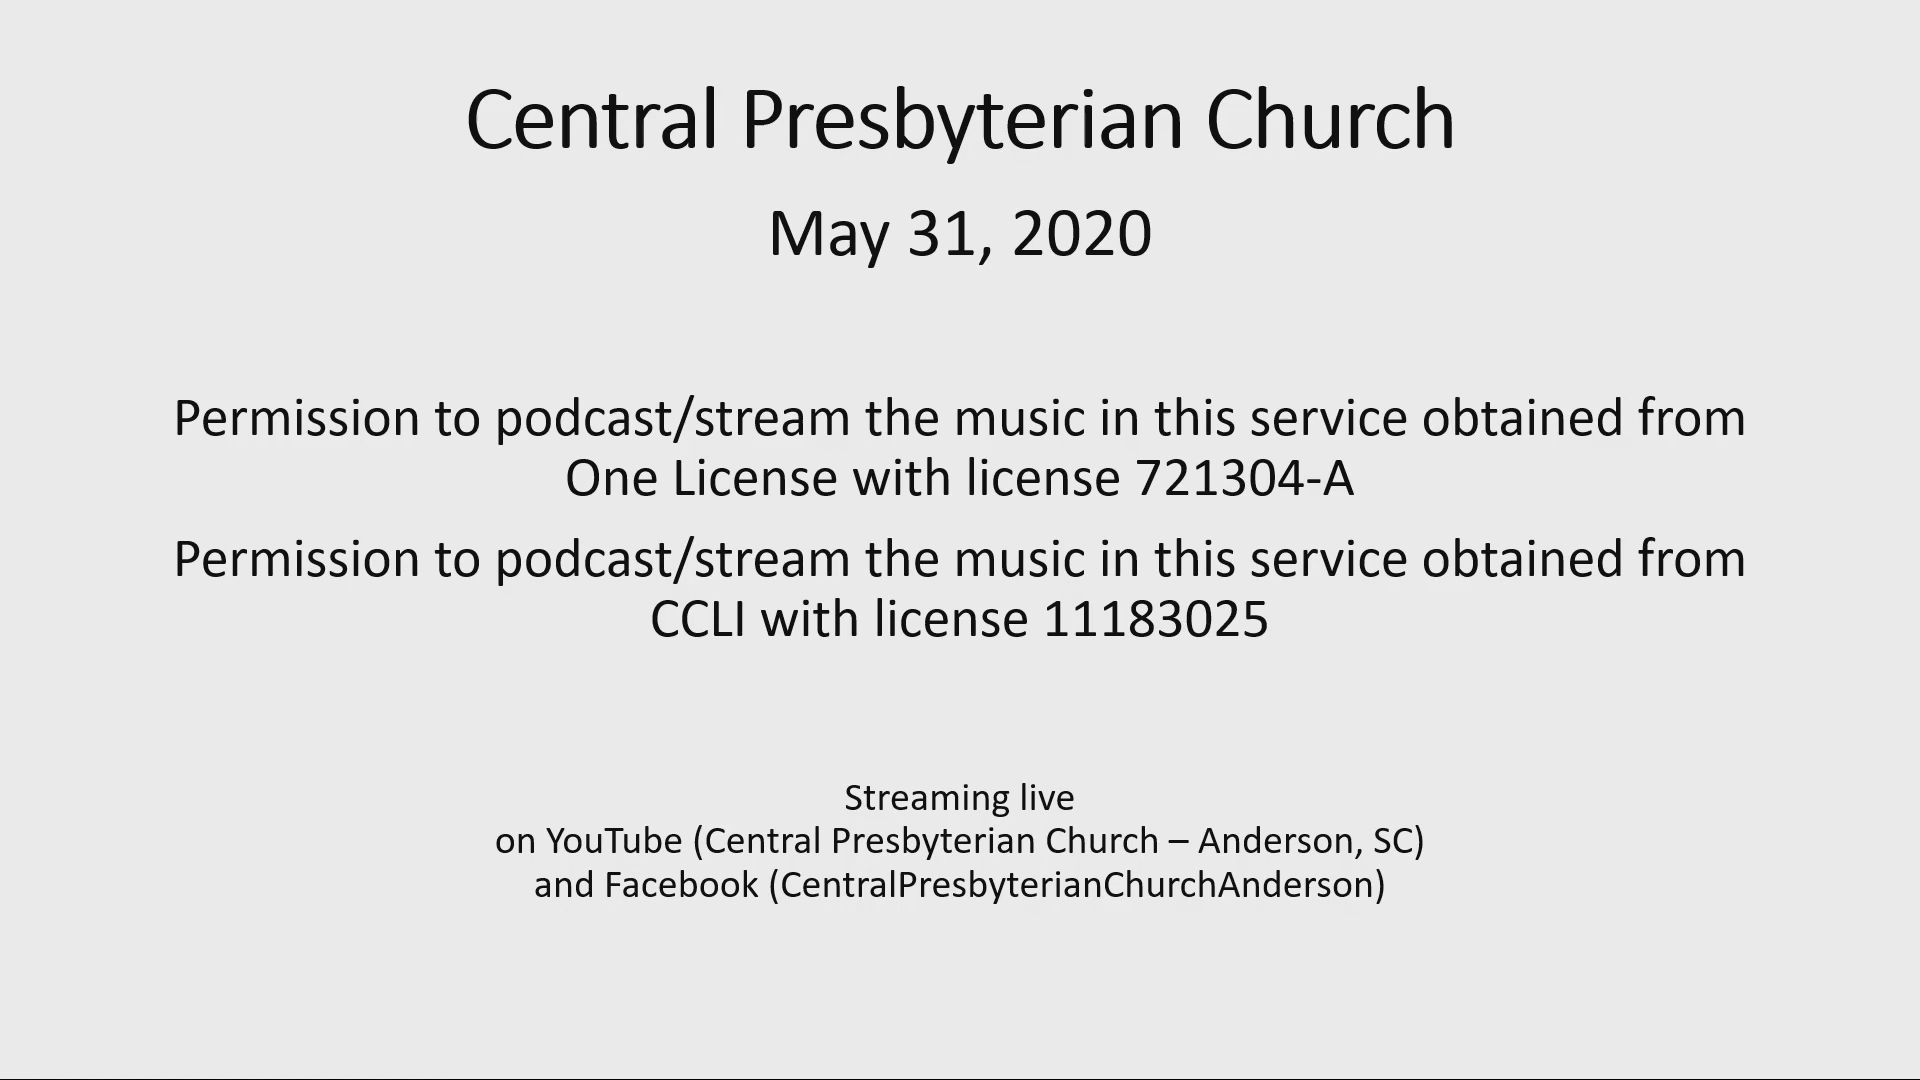 Central Presbyterian Church
May 31, 2020
Permission to podcast/stream the music in this service obtained from
One License with license 721304-A
Permission to podcast/stream the music in this service obtained from
CCLI with license 11183025
Streaming live
on YouTube (Central Presbyterian Church – Anderson, SC)
and Facebook (CentralPresbyterianChurchAnderson)